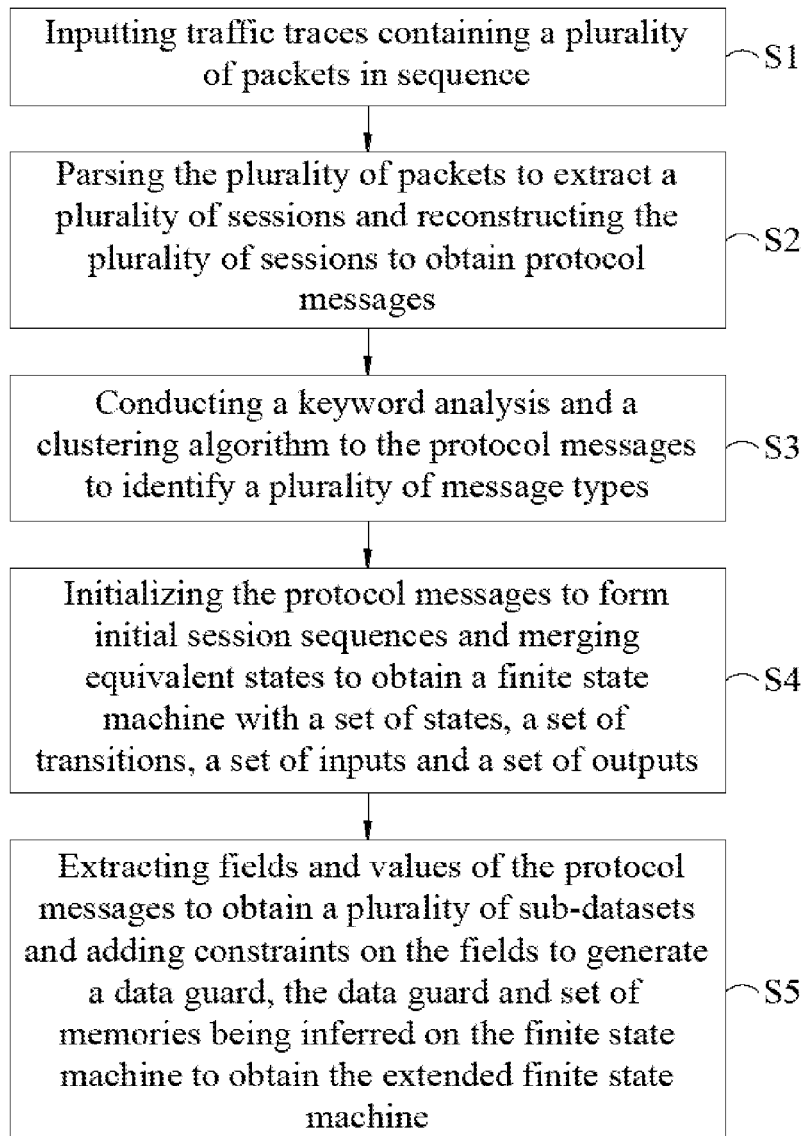 Inputting traffic traces containing a plurality
of packets in sequence
S1
Parsing the plurality of packets to extract a
plurality of sessions and reconstructing the
plurality of sessions to obtain protocol
messages
S2
Conducting a keyword analysis and a
clustering algorithm to the protocol messages
to identify a plurality of message types
S3
Initializing the protocol messages to form
initial session sequences and merging
equivalent states to obtain a finite state
machine with a set of states, a set of
transitions, a set of inputs and a set of outputs
S4
Extracting fields and values of the protocol
messages to obtain a plurality of sub-datasets
and adding constraints on the fields to generate
a data guard, the data guard and set of
memories being inferred on the finite state
machine to obtain the extended finite state
machine
S5